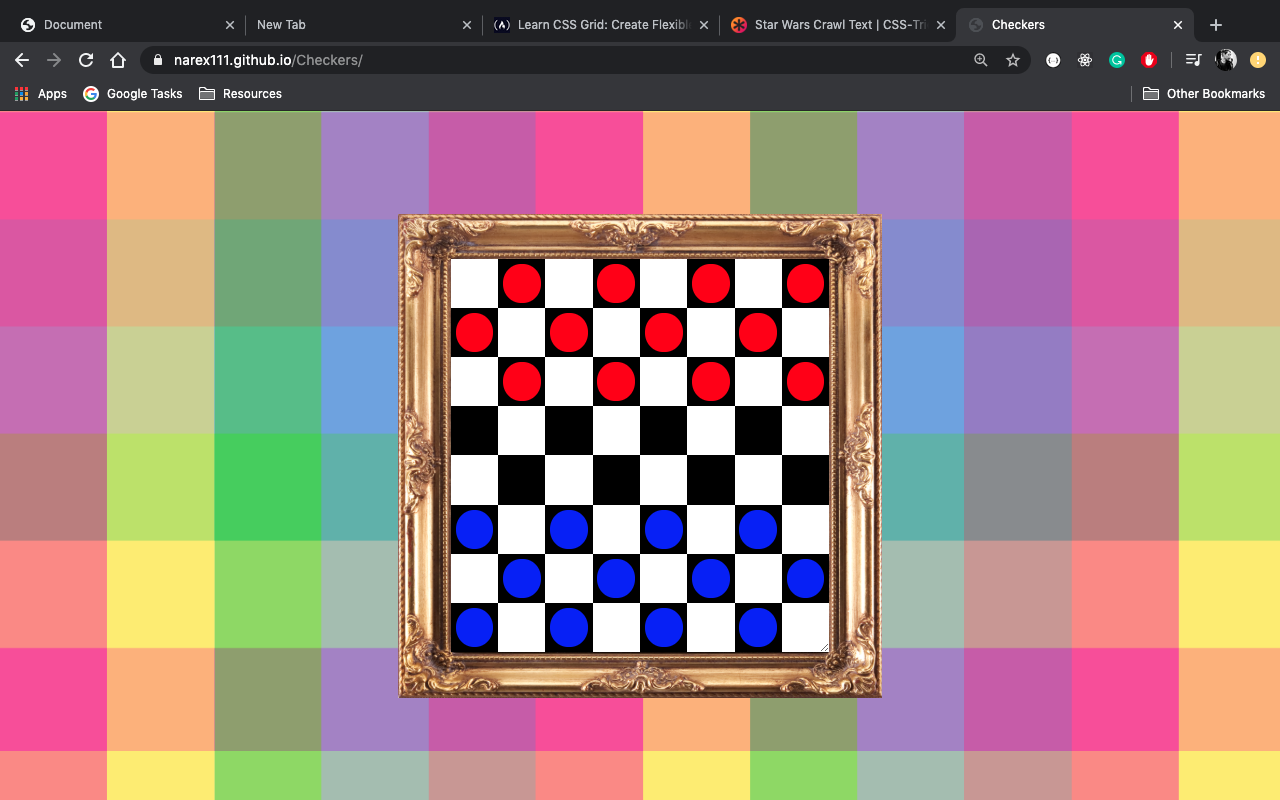 Document
New Tab
Learn CSS Grid: Create Flexibl
Star Wars Crawl Text | CSS-Tri
Checkers
narex111.github.io/Checkers/
Apps
Google Tasks
Resources
Other Bookmarks